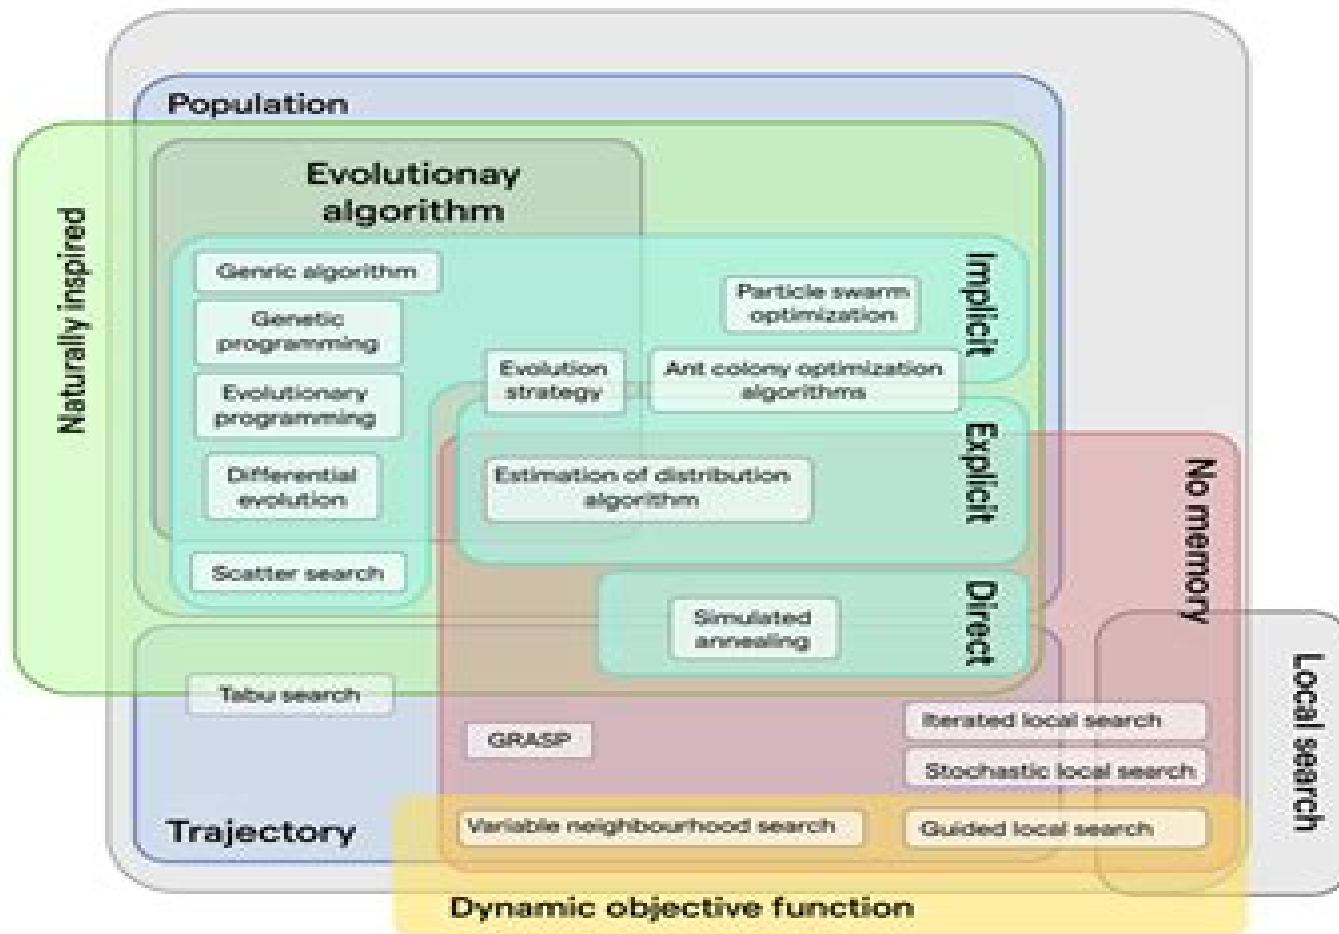 Population
Evolutionay
algorithm
Naturally inspired
Genric algorithm
Genetic
programming
Evolutionary
programming
Differential
evolution
Scatter search
Evolution
strategy
Particle swarm
optimization
Ant colony optimization
algorithms
Implicit
Estimation of distribution
algorithm
Explicit
Simulated
annealing
Direct
No memory
Local search
Tabu search
GRASP
Iterated local search
Stochastic local search
Trajectory
Variable neighbourhood search
Guided local search
Dynamic objective function